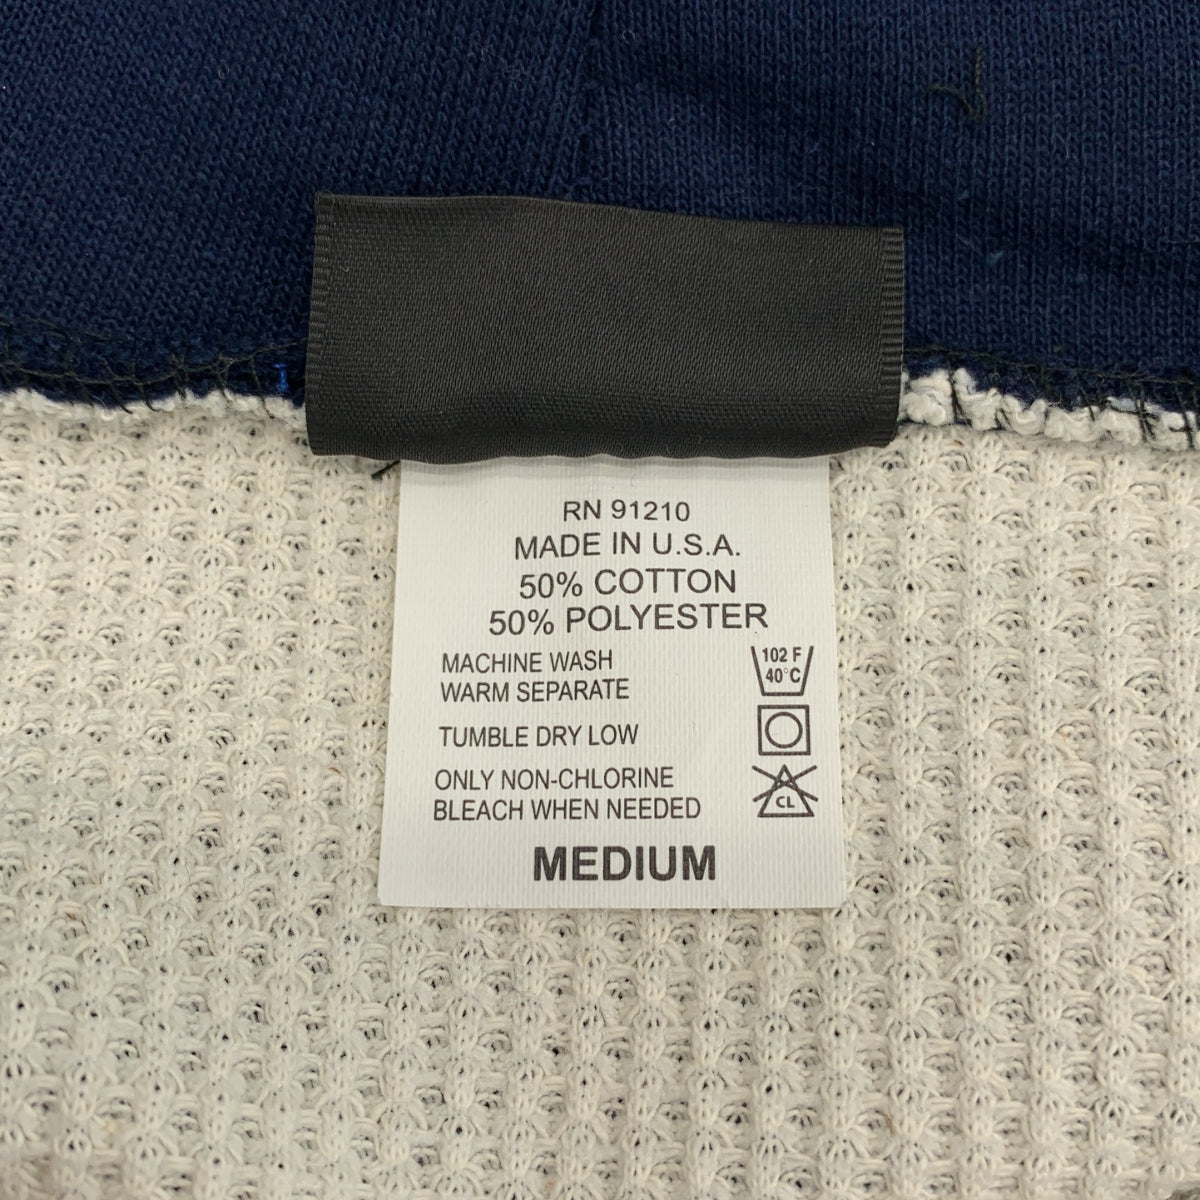 RN 91210
MADE IN U.S.A.
50% COTTON
50% POLYESTER
MACHINE WASH
WARM SEPARATE
102 F
40°C
TUMBLE DRY LOW
ONLY NON-CHLORINE
BLEACH WHEN NEEDED
CL
MEDIUM